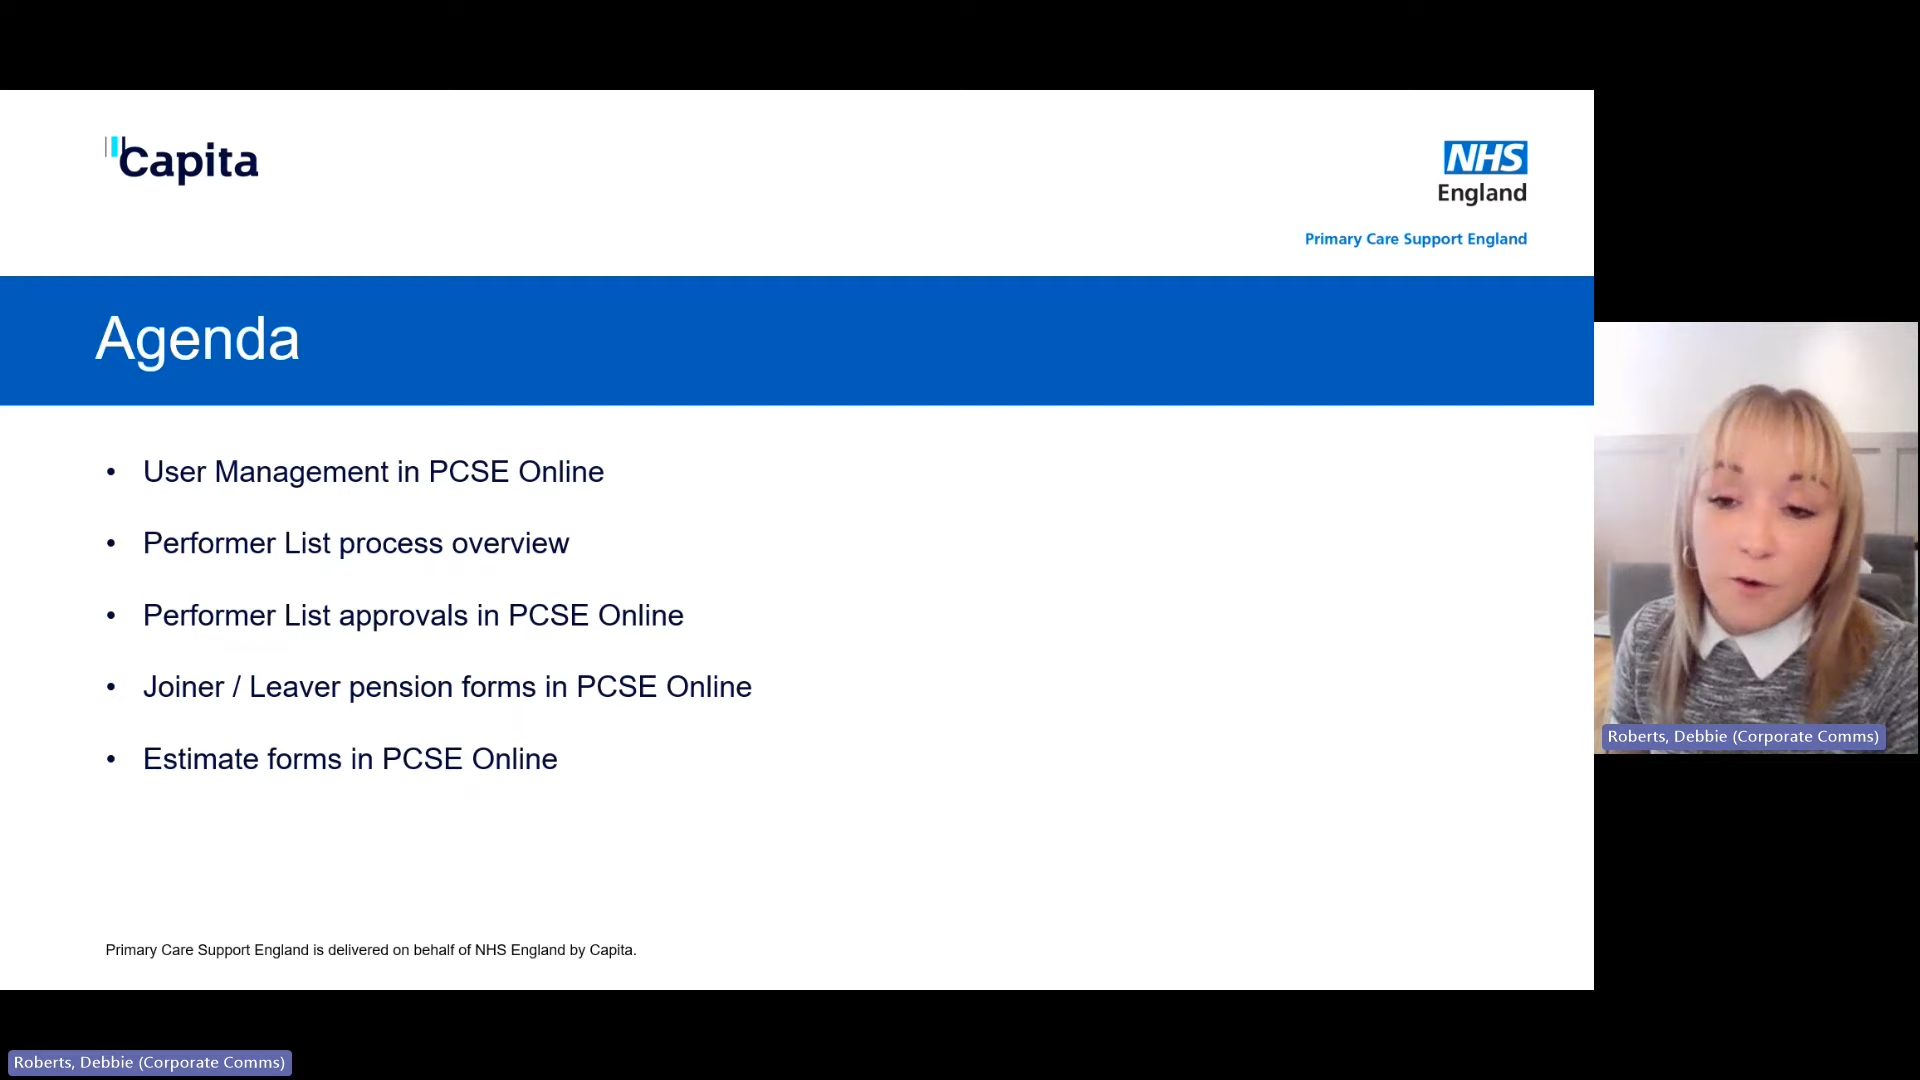 Capita
NHS
England
Primary Care Support England
Agenda
• User Management in PCSE Online
• Performer List process overview
• Performer List approvals in PCSE Online
• Joiner / Leaver pension forms in PCSE Online
• Estimate forms in PCSE Online
Roberts, Debbie (Corporate Comms)
Primary Care Support England is delivered on behalf of NHS England by Capita.
Roberts, Debbie (Corporate Comms)